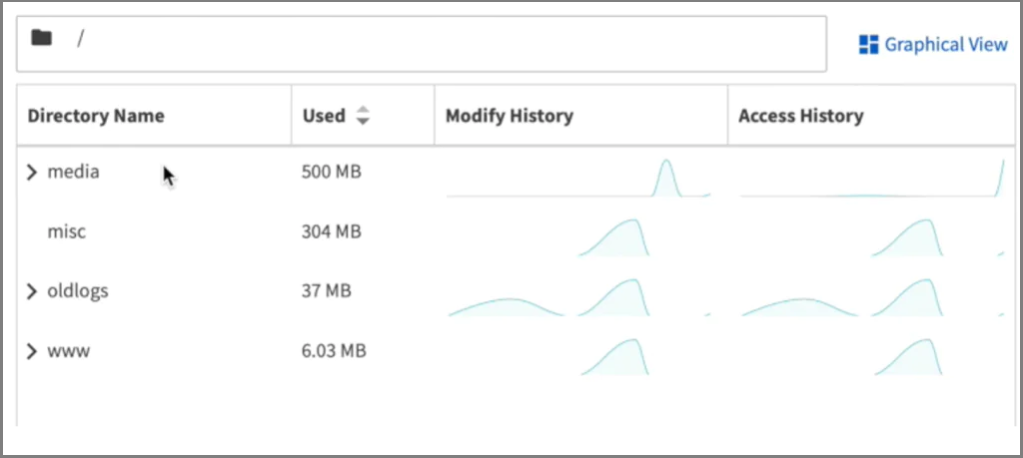 /
Graphical View
Directory Name Used Modify History Access History
media 500 MB
misc 304 MB
oldlogs 37 MB
www 6.03 MB